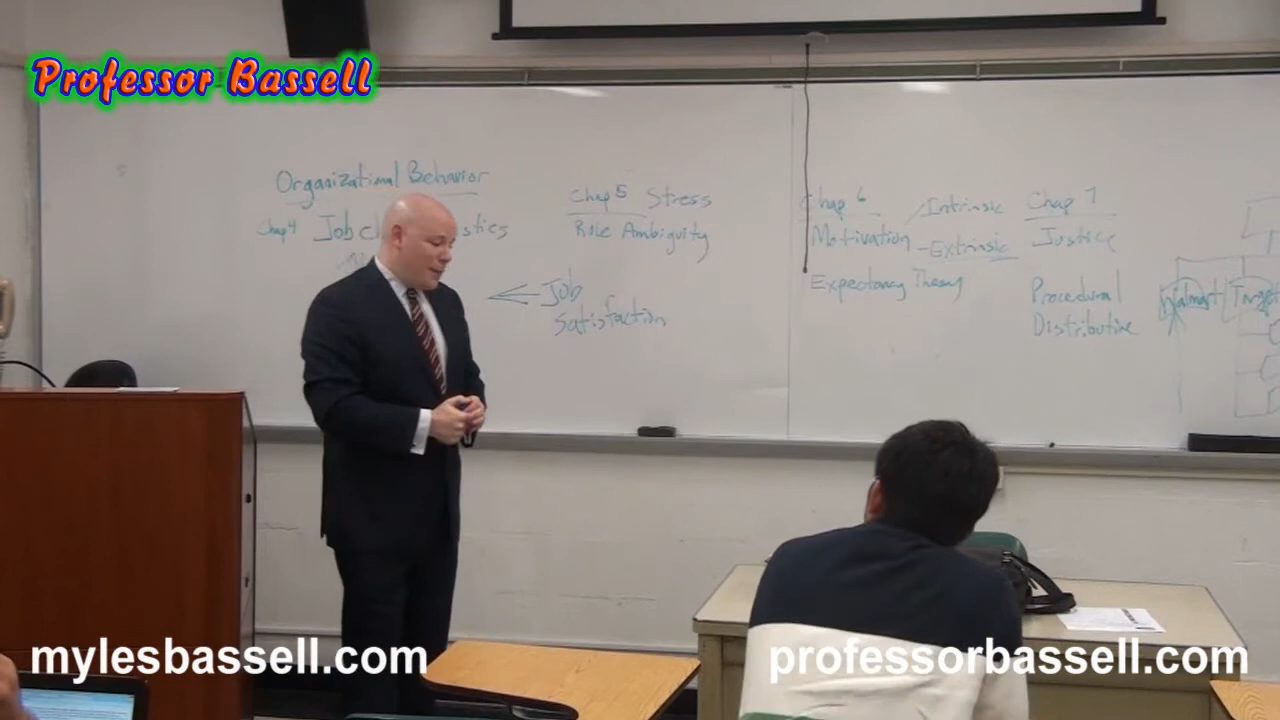 Professor Bassell
Organizational Behavior
Chap 4 Job ch stics
Chap 5 Stress
Role Ambiguity
Job
Satisfaction
Chap 6
Motivation
Intrinsic
Extrinsic
Expectancy Theory
Chap 7
Justice
Procedural
Distributive
Walmart Target
mylesbassell.com
professorbassell.com